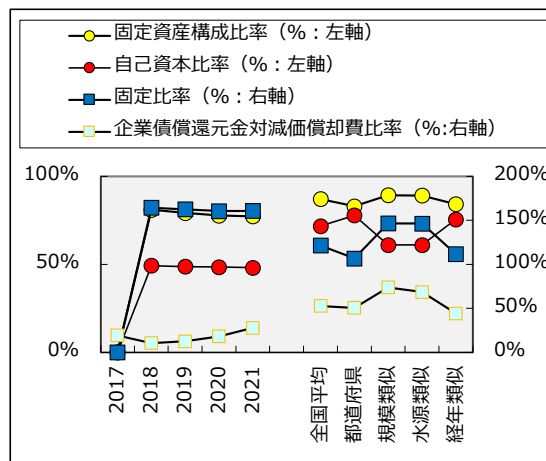 固定資産構成比率（%：左軸）
自己資本比率（%：左軸）
固定比率（%：右軸）
企業債償還元金対減価償却費比率（%:右軸）
100%
50%
0%
200%
150%
100%
50%
0%
2017
2018
2019
2020
2021
全国平均
都道府県
規模類似
水源類似
経年類似